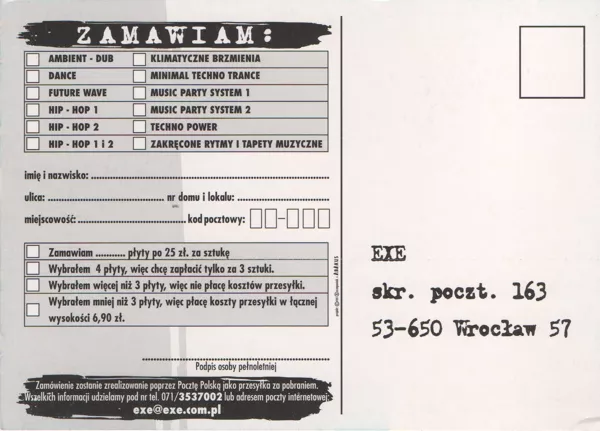 ZAMAWIAM:
AMBIENT - DUB
KLIMATYCZNE BRZMIENIA
DANCE
MINIMAL TECHNO TRANCE
FUTURE WAVE
MUSIC PARTY SYSTEM 1
HIP - HOP 1
MUSIC PARTY SYSTEM 2
HIP - HOP 2
TECHNO POWER
HIP - HOP 1 i 2
ZAKRĘCONE RYTMY I TAPETY MUZYCZNE
imię i nazwisko:
ulica: nr domu i lokalu:
miejscowość: kod pocztowy: -
Zamawiam ........... płyty po 25 zł. za sztukę
Wybrałem 4 płyty, więc chcę zapłacić tylko za 3 sztuki.
Wybrałem więcej niż 3 płyty, więc nie płacę kosztów przesyłki.
Wybrałem mniej niż 3 płyty, więc płacę koszty przesyłki w łącznej
wysokości 6,90 zł.
Podpis osoby pełnoletniej
Zamówienie zostanie zrealizowanie poprzez Pocztę Polską jako przesyłka za pobraniem.
Wszelkich informacji udzielamy pod nr tel. 071/3537002 lub adresem poczty internetowej:
exe@exe.com.pl
EXE
skr. poczt. 163
53-650 Wrocław 57